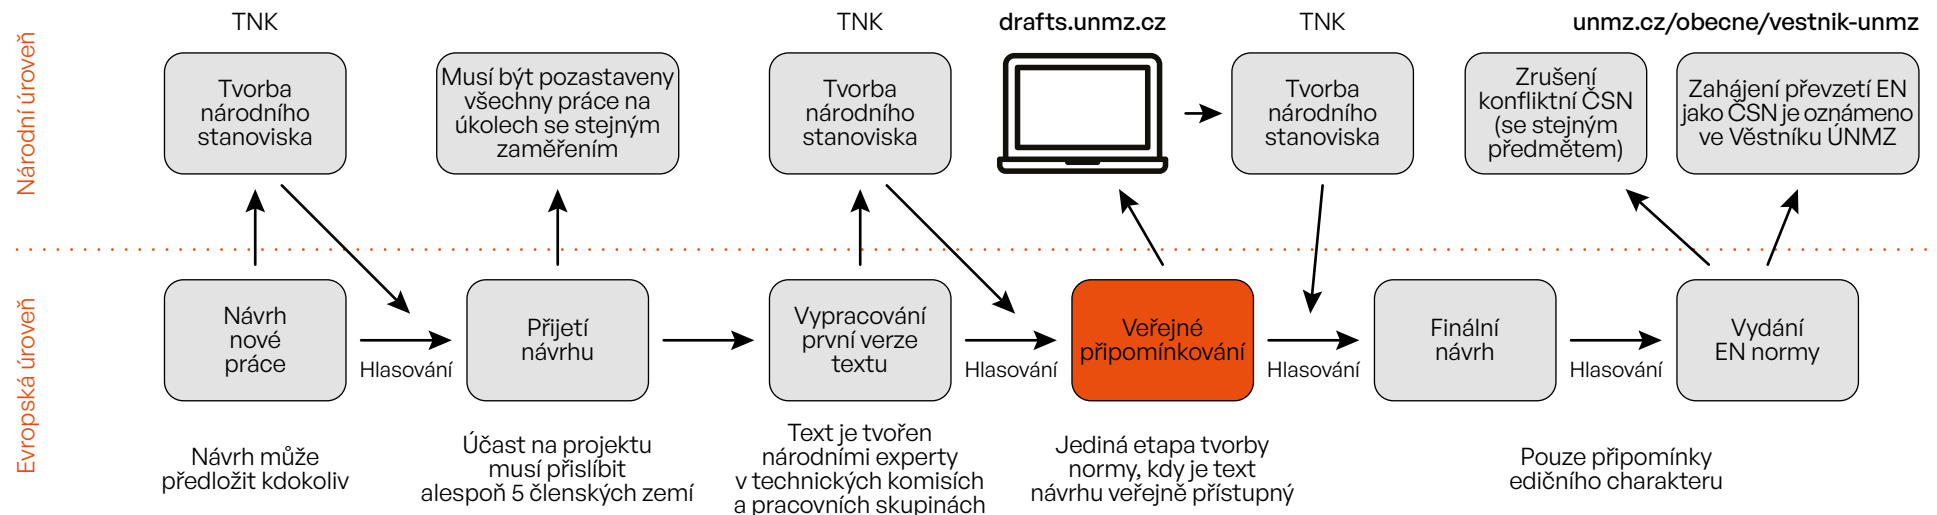 TNK
TNK
drafts.unmz.cz
TNK
unmz.cz/obecne/vestnik-unmz
Národní úroveň
Tvorba
národního
stanoviska
Musí být pozastaveny
všechny práce na
úkolech se stejným
zaměřením
Tvorba
národního
stanoviska
Tvorba
národního
stanoviska
Zrušení
konfliktní ČSN
(se stejným
předmětem)
Zahájení převzetí EN
jako ČSN je oznámeno
ve Věstníku ÚNMZ
Evropská úroveň
Návrh
nové
práce
Hlasování
Přijetí
návrhu
Vypracování
první verze
textu
Hlasování
Veřejné
připomínkování
Hlasování
Finální
návrh
Hlasování
Vydání
EN normy
Návrh může
předložit kdokoliv
Účast na projektu
musí přislíbit
alespoň 5 členských zemí
Text je tvořen
národními experty
v technických komisích
a pracovních skupinách
Jediná etapa tvorby
normy, kdy je text
návrhu veřejně přístupný
Pouze připomínky
edičního charakteru